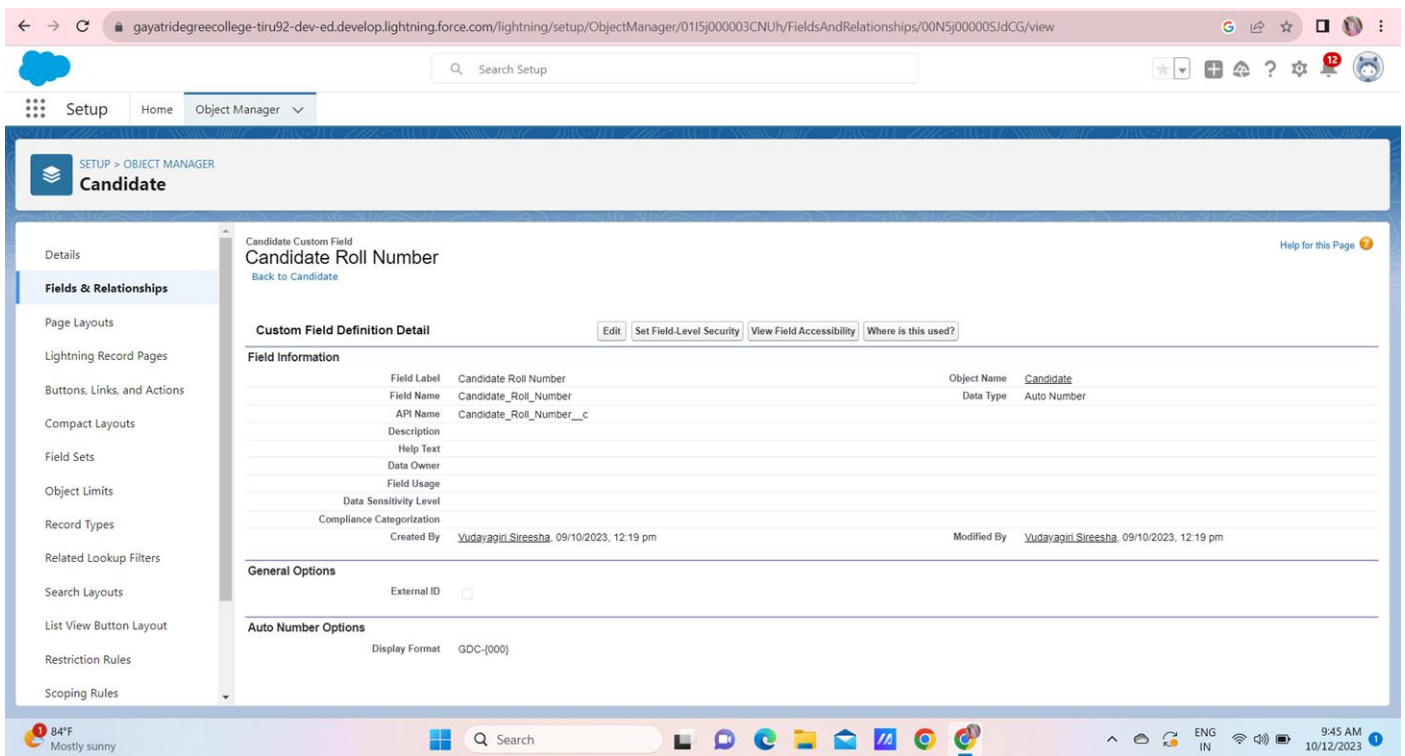 gayatridegreecollege-tiru92-dev-ed.develop.lightning.force.com/lightning/setup/ObjectManager/01I5j000003CNUh/FieldsAndRelationships/00N5j00000SJdCG/view
Search Setup
12
Setup Home Object Manager
SETUP > OBJECT MANAGER
Candidate
Details
Fields & Relationships
Page Layouts
Lightning Record Pages
Buttons, Links, and Actions
Compact Layouts
Field Sets
Object Limits
Record Types
Related Lookup Filters
Search Layouts
List View Button Layout
Restriction Rules
Scoping Rules
Candidate Custom Field
Candidate Roll Number
Back to Candidate
Help for this Page
Custom Field Definition Detail Edit Set Field-Level Security View Field Accessibility Where is this used?
Field Information
Field Label Candidate Roll Number Object Name Candidate
Field Name Candidate_Roll_Number Data Type Auto Number
API Name Candidate_Roll_Number__c
Description
Help Text
Data Owner
Field Usage
Data Sensitivity Level
Compliance Categorization
Created By Vudayagiri Sireesha, 09/10/2023, 12:19 pm Modified By Vudayagiri Sireesha, 09/10/2023, 12:19 pm
General Options
External ID
Auto Number Options
Display Format GDC-{000}
1 84°F
Mostly sunny
Search
ENG
IN
9:45 AM
10/12/2023
1